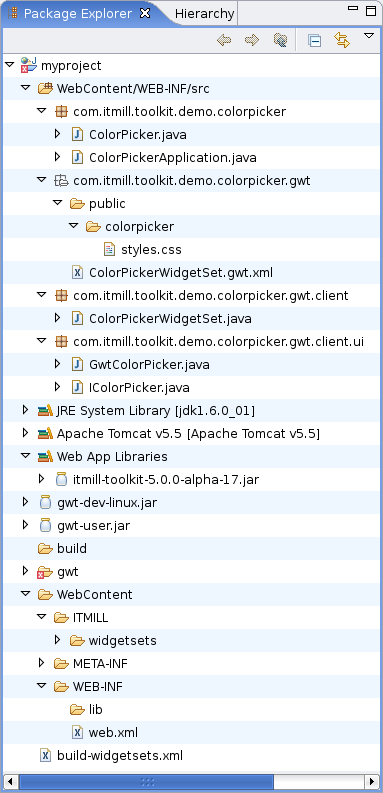 Package Explorer Hierarchy
myproject
WebContent/WEB-INF/src
com.itmill.toolkit.demo.colorpicker
ColorPicker.java
ColorPickerApplication.java
com.itmill.toolkit.demo.colorpicker.gwt
public
colorpicker
styles.css
ColorPickerWidgetSet.gwt.xml
com.itmill.toolkit.demo.colorpicker.gwt.client
ColorPickerWidgetSet.java
com.itmill.toolkit.demo.colorpicker.gwt.client.ui
GwtColorPicker.java
IColorPicker.java
JRE System Library [jdk1.6.0_01]
Apache Tomcat v5.5 [Apache Tomcat v5.5]
Web App Libraries
itmill-toolkit-5.0.0-alpha-17.jar
gwt-dev-linux.jar
gwt-user.jar
build
gwt
WebContent
ITMILL
widgetsets
META-INF
WEB-INF
lib
web.xml
build-widgetsets.xml